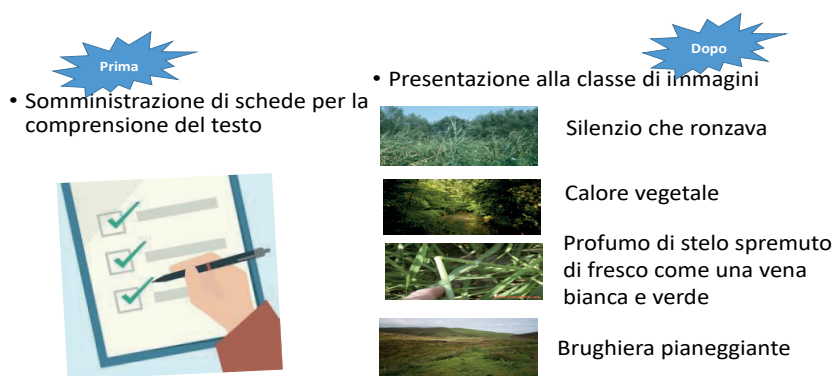 Prima
• Somministrazione di schede per la
comprensione del testo
Dopo
• Presentazione alla classe di immagini
Silenzio che ronzava
Calore vegetale
Profumo di stelo spremuto
di fresco come una vena
bianca e verde
Brughiera pianeggiante